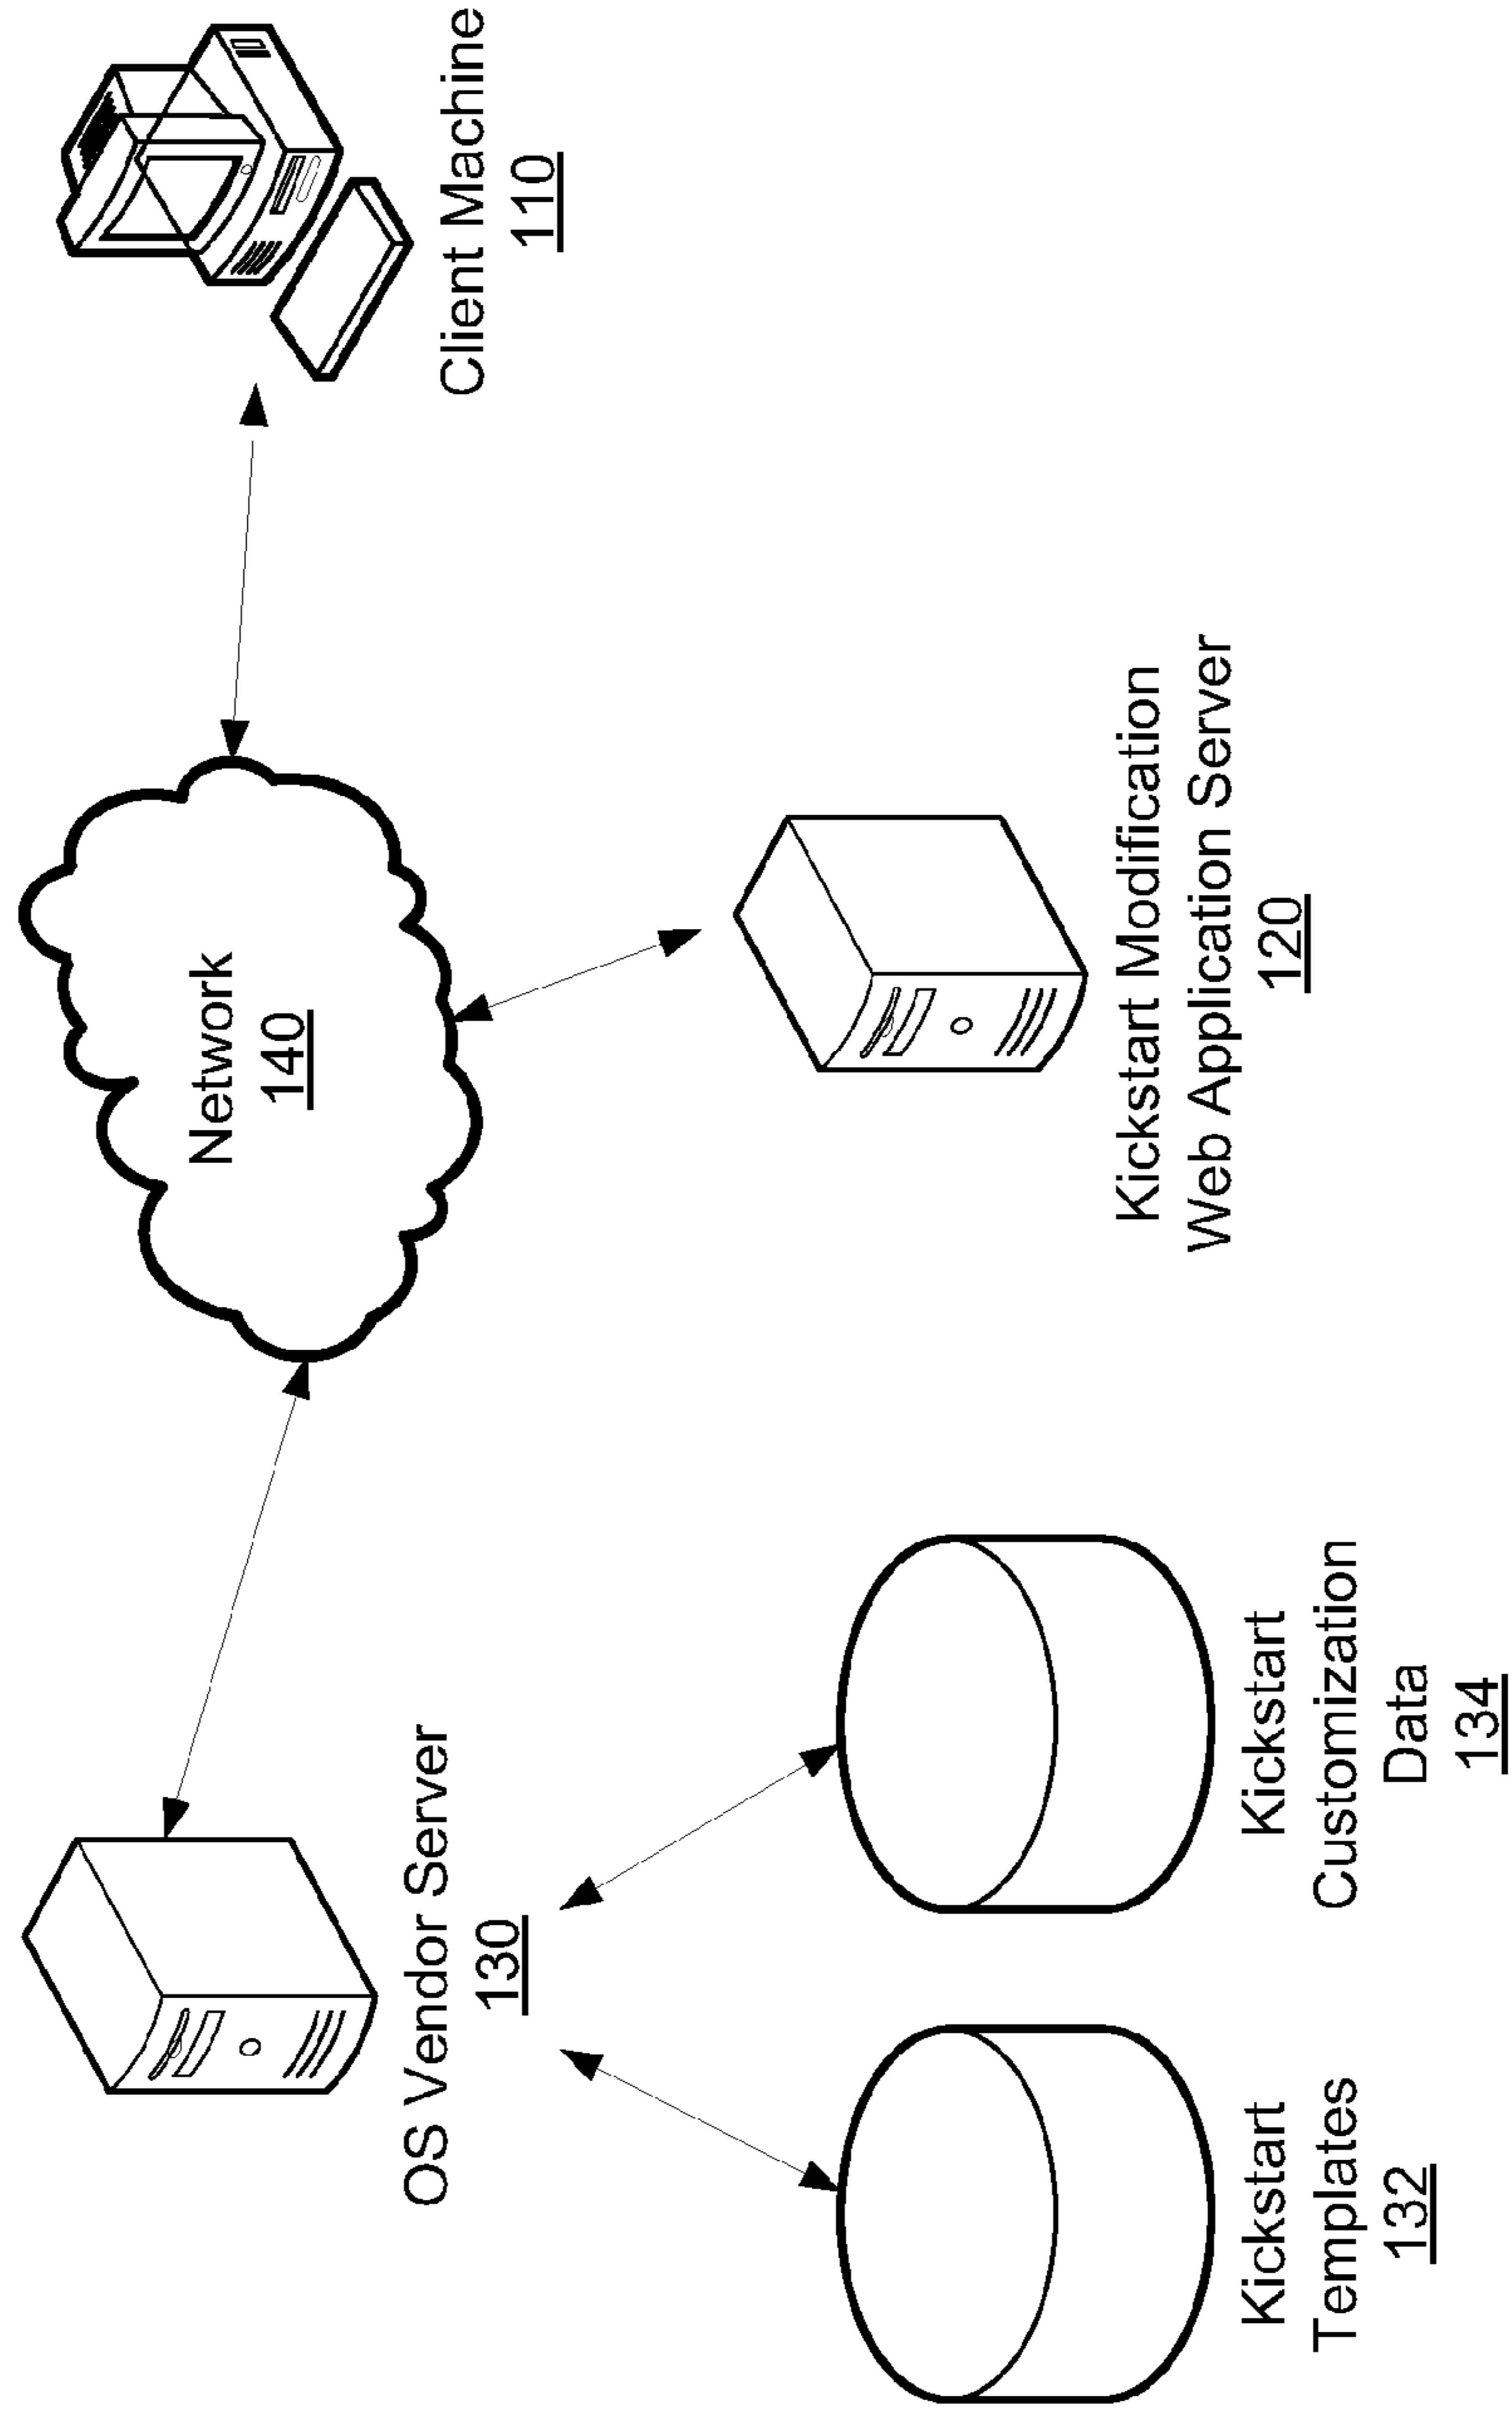 OS Vendor Server
130
Network
140
Client Machine
110
Kickstart
Templates
132
Kickstart
Customization
Data
134
Kickstart Modification
Web Application Server
120